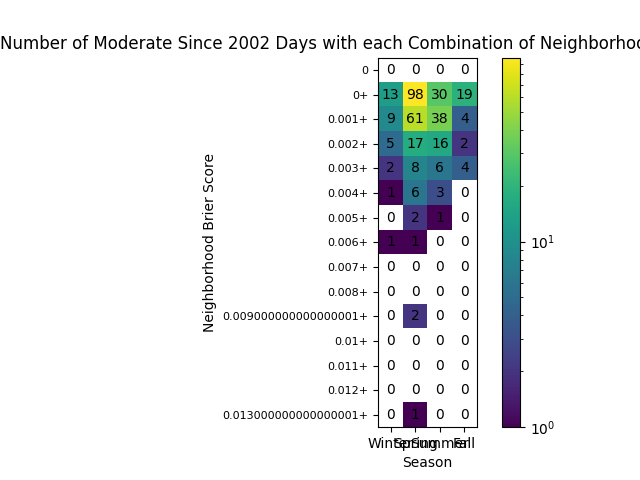 Number of Moderate Since 2002 Days with each Combination of Neighborhoo
0 0 0 0 0
0+ 13 98 30 19
0.001+ 9 61 38 4
0.002+ 5 17 16 2
0.003+ 2 8 6 4
0.004+ 1 6 3 0
0.005+ 0 2 1 0
0.006+ 1 1 0 0
0.007+ 0 0 0 0
0.008+ 0 0 0 0
0.009000000000000001+ 0 2 0 0
0.01+ 0 0 0 0
0.011+ 0 0 0 0
0.012+ 0 0 0 0
0.013000000000000001+ 0 1 0 0
Neighborhood Brier Score
Winter Spring Summer Fall
Season
10¹
10⁰